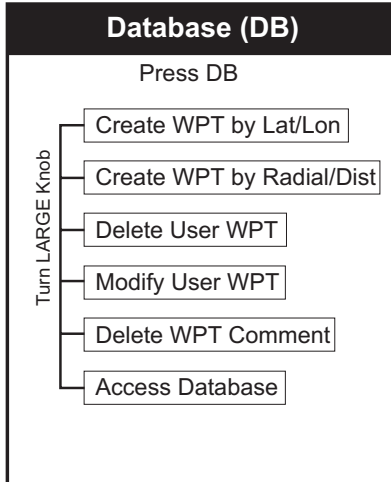 Database (DB)
Press DB
Turn LARGE Knob
Create WPT by Lat/Lon
Create WPT by Radial/Dist
Delete User WPT
Modify User WPT
Delete WPT Comment
Access Database